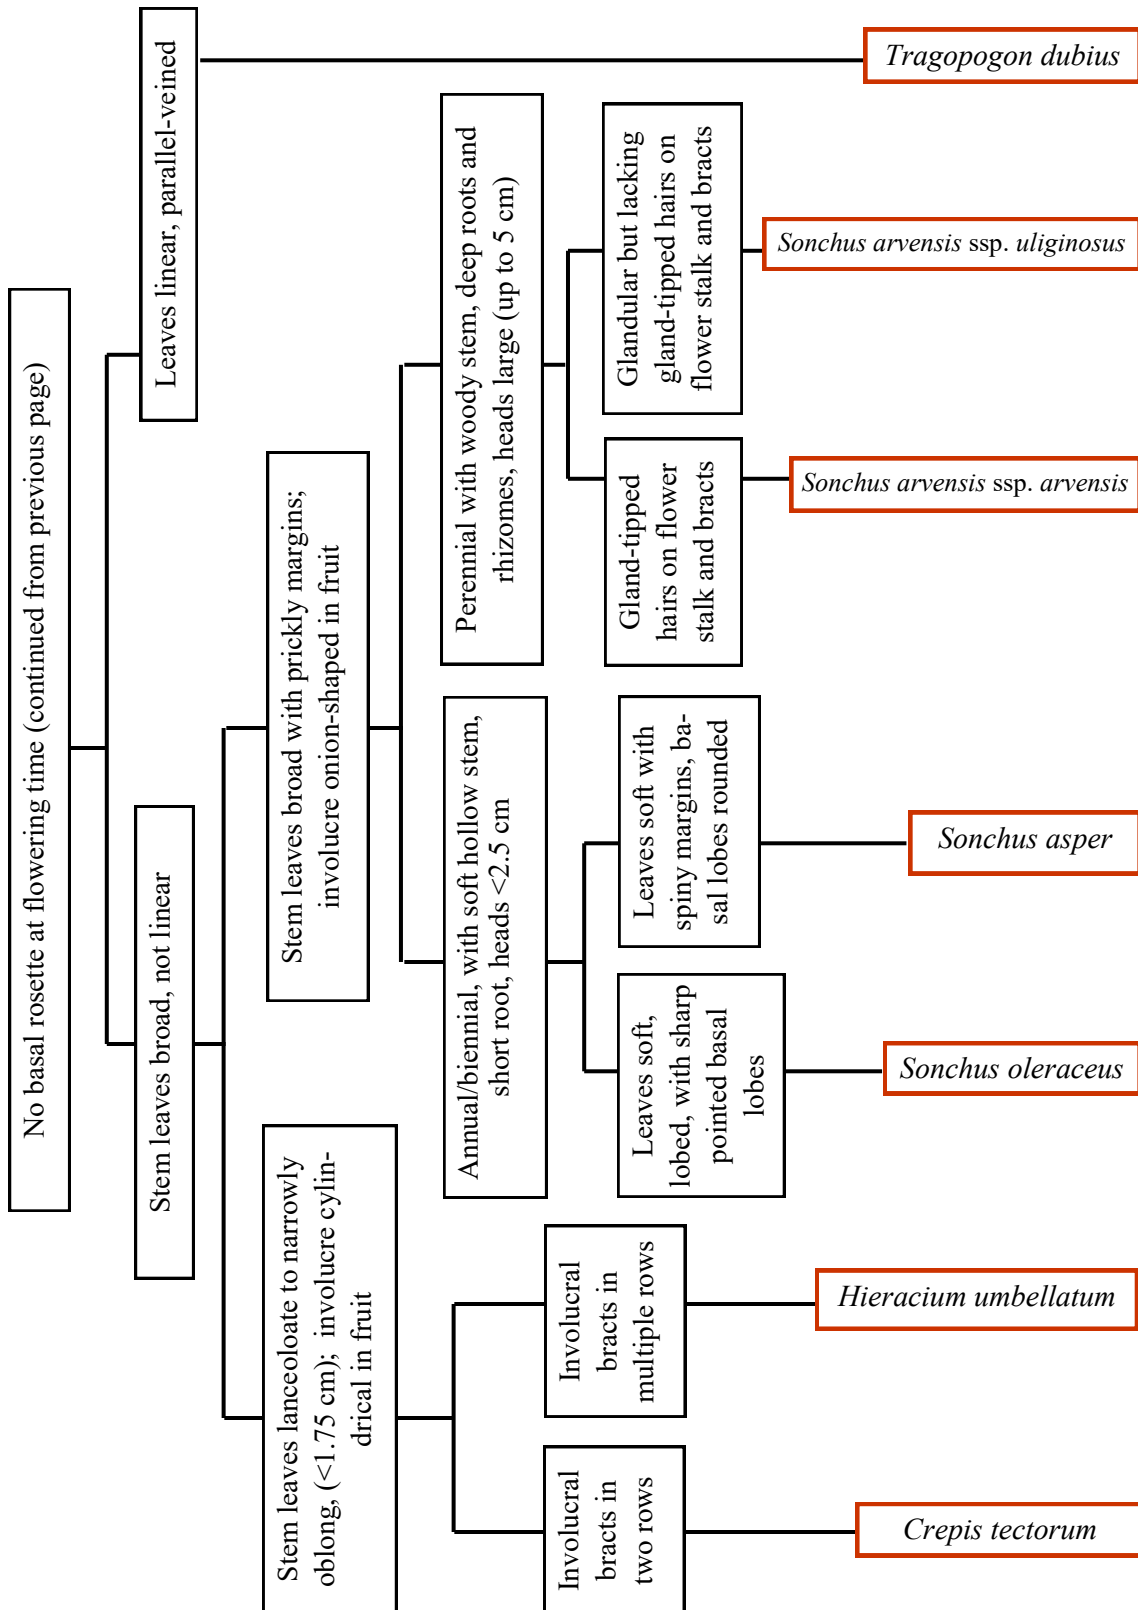 No basal rosette at flowering time (continued from previous page)
Stem leaves broad, not linear
Leaves linear, parallel-veined
Stem leaves lanceoloate to narrowly
oblong, (<1.75 cm);  involucre cylin-
drical in fruit
Stem leaves broad with prickly margins;
involucre onion-shaped in fruit
Annual/biennial, with soft hollow stem,
short root, heads <2.5 cm
Perennial with woody stem, deep roots and
rhizomes, heads large (up to 5 cm)
Involucral
bracts in
two rows
Involucral
bracts in
multiple rows
Leaves soft,
lobed, with sharp
pointed basal
lobes
Leaves soft with
spiny margins, ba-
sal lobes rounded
Gland-tipped
hairs on flower
stalk and bracts
Glandular but lacking
gland-tipped hairs on
flower stalk and bracts
Crepis tectorum
Hieracium umbellatum
Sonchus oleraceus
Sonchus asper
Sonchus arvensis ssp. arvensis
Sonchus arvensis ssp. uliginosus
Tragopogon dubius